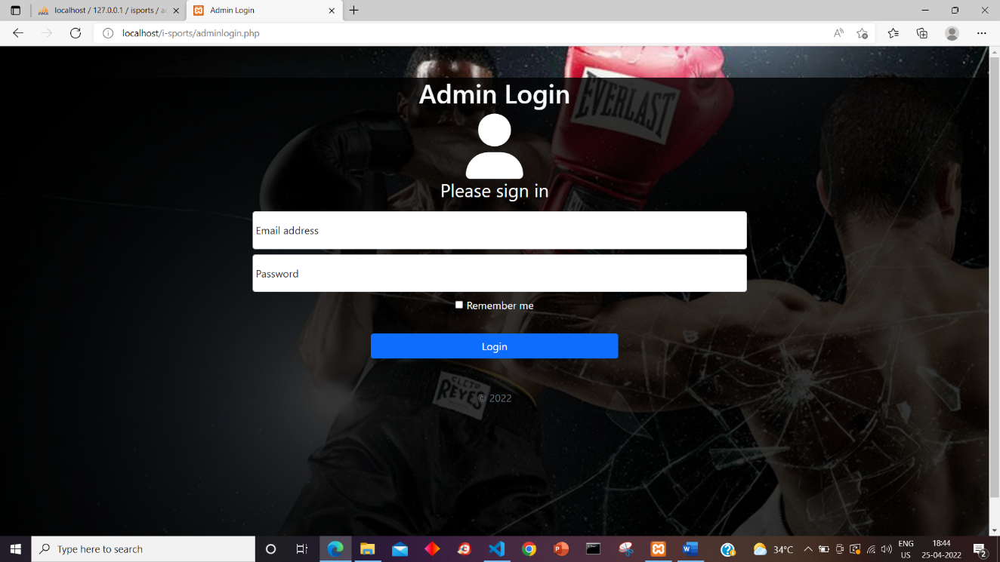 localhost / 127.0.0.1 / isports / a
Admin Login
localhost/i-sports/adminlogin.php
Admin Login
EVERLAST
Please sign in
Email address
Password
Remember me
Login
CLETO
REYES
© 2022
Type here to search
34°C
ENG
US
18:44
25-04-2022
2